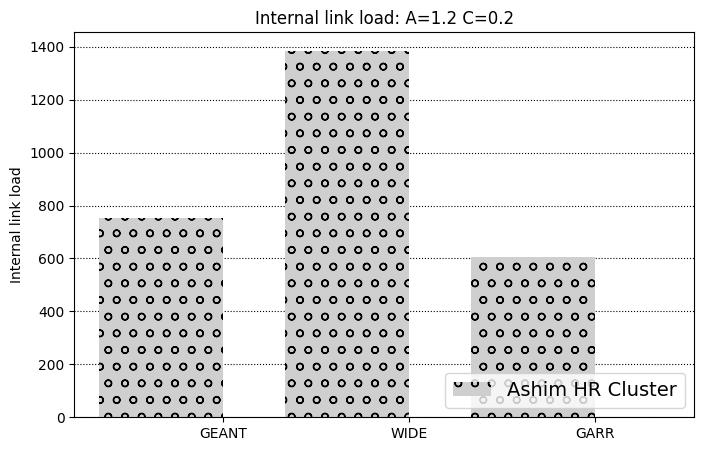 Internal link load: A=1.2 C=0.2
Internal link load
1400
1200
1000
800
600
400
200
0
GEANT
WIDE
GARR
Ashim HR Cluster